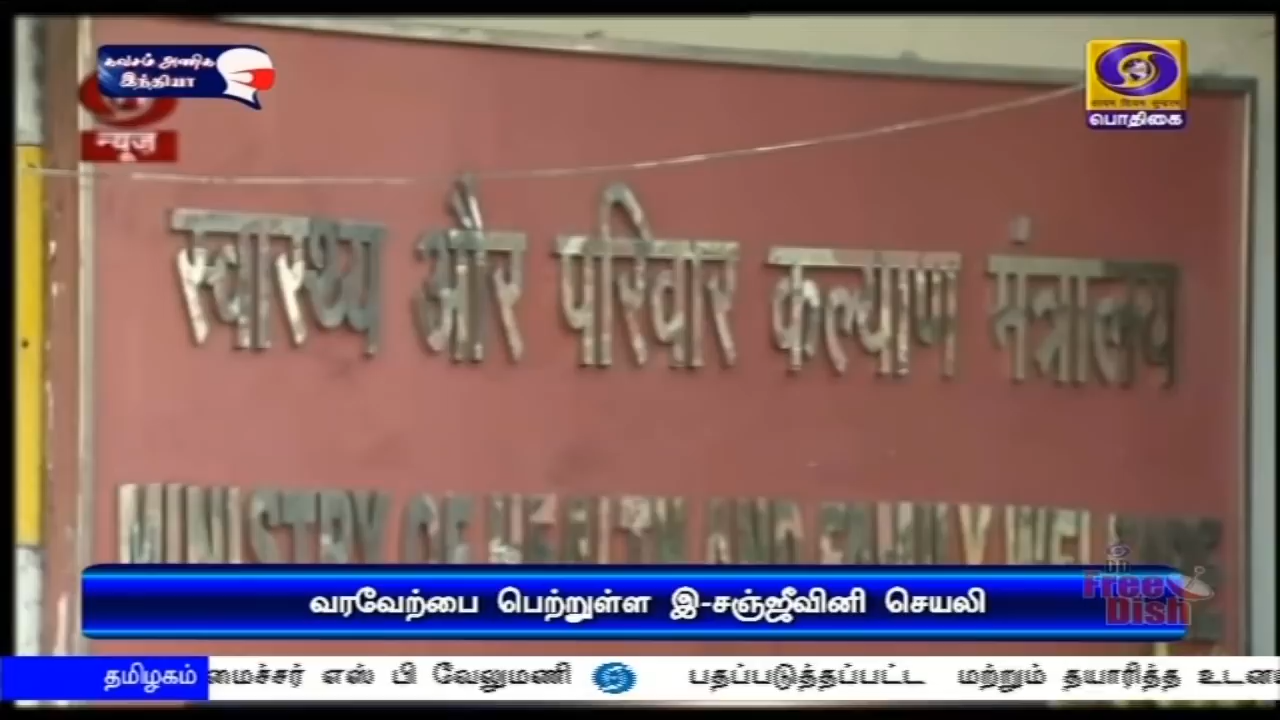 கவசம் அணிக
இந்தியா
न्यूज़
பொதிகை
स्वास्थ्य और परिवार कल्याण मंत्रालय
MINISTRY OF HEALTH AND FAMILY WELFARE
DD
Free
Dish
வரவேற்பை பெற்றுள்ள இ-சஞ்ஜீவினி செயலி
தமிழகம் மைச்சர் எஸ் பி வேலுமணி பதப்படுத்தப்பட்ட மற்றும் தயாரித்த உடன